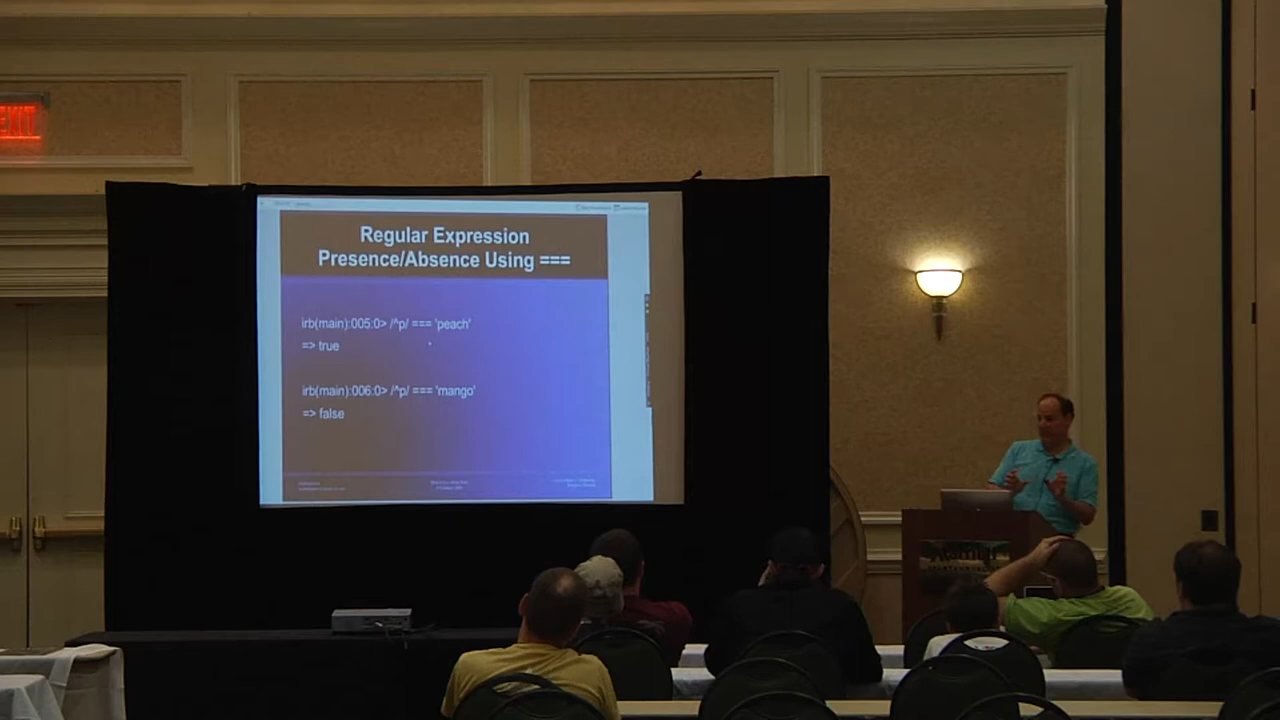 EXIT
Regular Expression
Presence/Absence Using ===
irb(main):005:0> /^p/ === 'peach'
=> true
irb(main):006:0> /^p/ === 'mango'
=> false